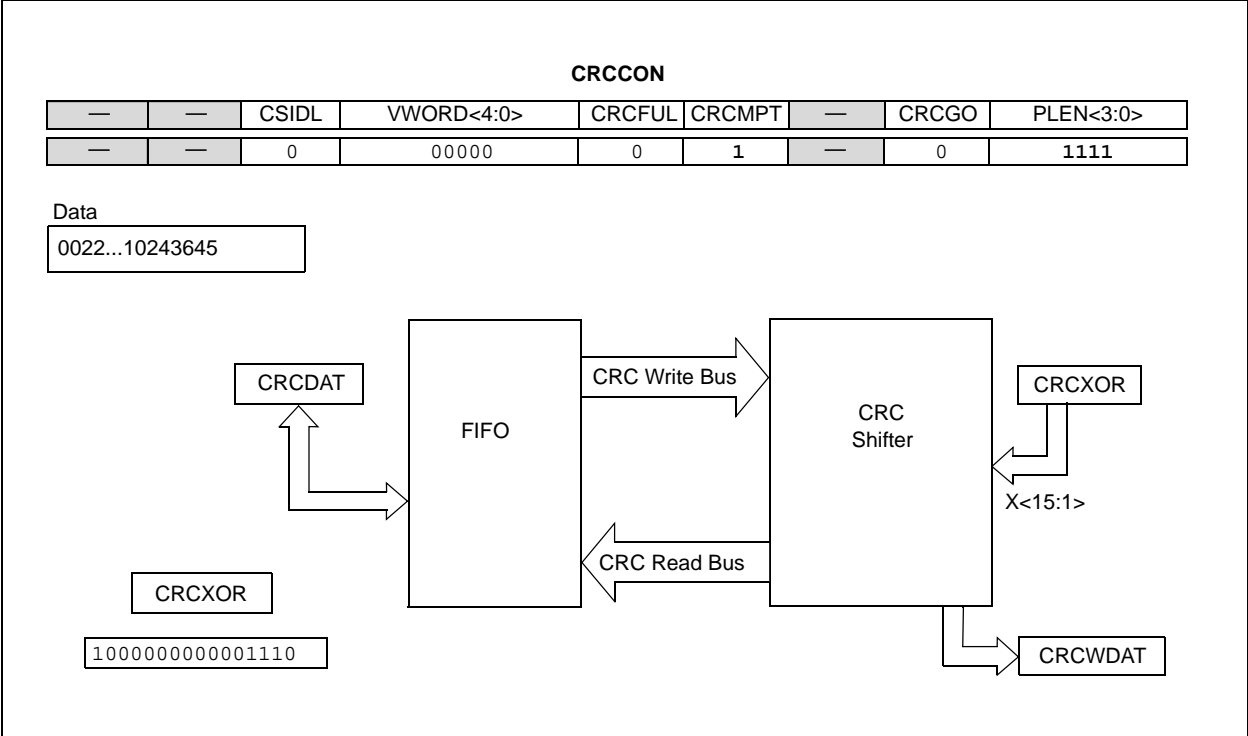 CRCCON
— — CSIDL VWORD<4:0> CRCFUL CRCMPT — CRCGO PLEN<3:0>
— — 0 00000 0 1 — 0 1111
Data
0022...10243645
CRCDAT
FIFO
CRC Write Bus
CRC
Shifter
CRCXOR
X<15:1>
CRC Read Bus
CRCXOR
1000000000001110
CRCWDAT